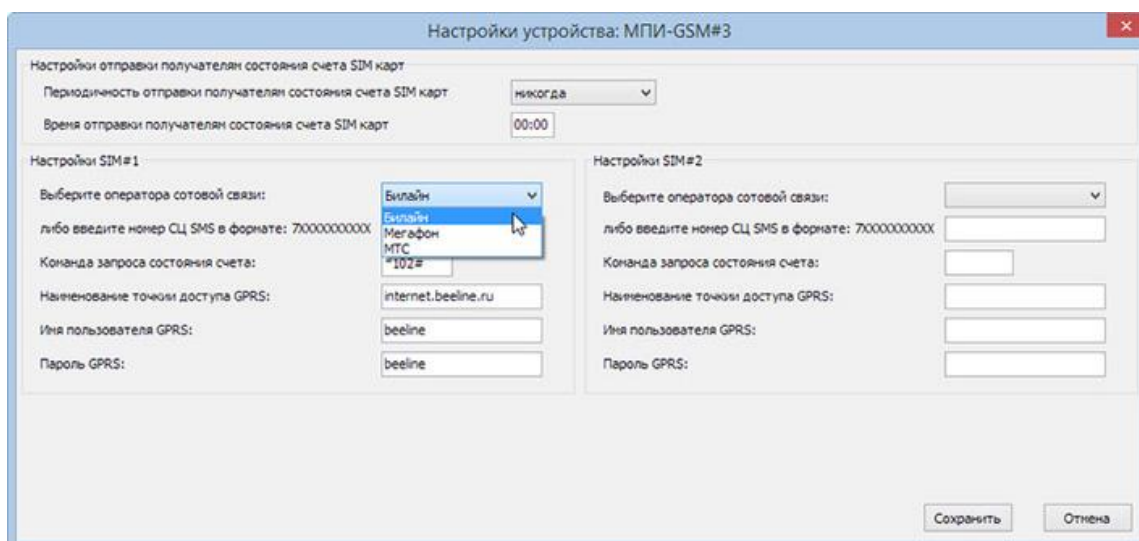 Настройки устройства: МПИ-GSM#3
Настройки отправки получателям состояния счета SIM карт
Периодичность отправки получателям состояния счета SIM карт никогда
Время отправки получателям состояния счета SIM карт 00:00
Настройки SIM#1
Выберите оператора сотовой связи: Билайн
Билайн
либо введите номер СЦ SMS в формате: 7XXXXXXXXXX Мегафон
МТС
Команда запроса состояния счета: *102#
Наименование точки доступа GPRS: internet.beeline.ru
Имя пользователя GPRS: beeline
Пароль GPRS: beeline
Настройки SIM#2
Выберите оператора сотовой связи:
либо введите номер СЦ SMS в формате: 7XXXXXXXXXX
Команда запроса состояния счета:
Наименование точки доступа GPRS:
Имя пользователя GPRS:
Пароль GPRS:
Сохранить Отмена